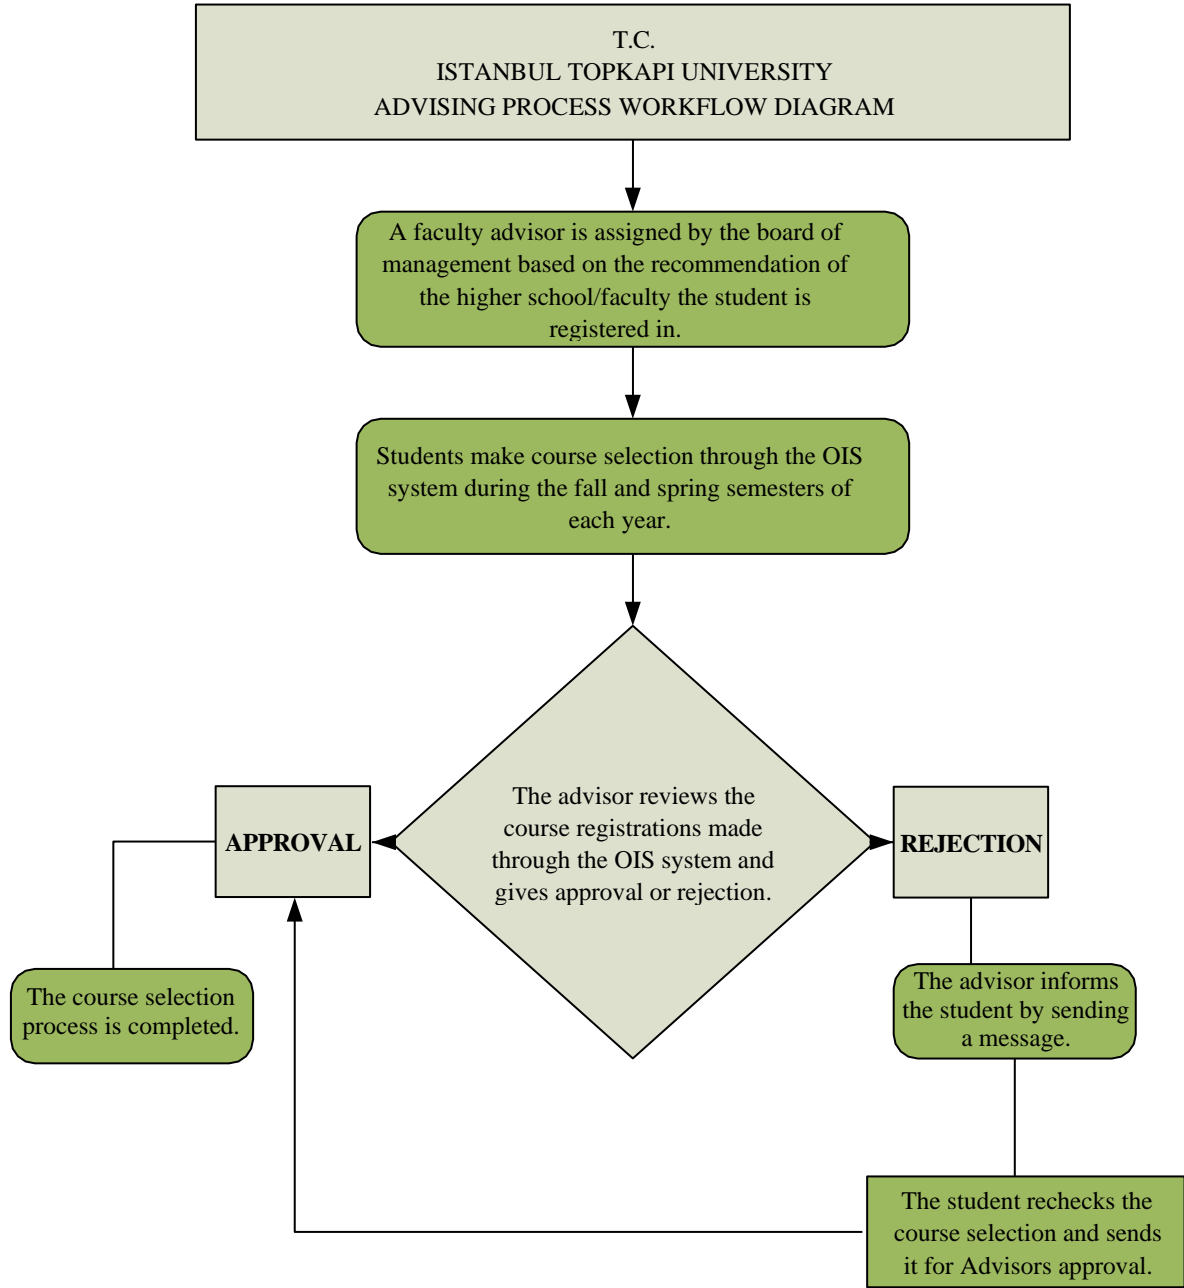 T.C.
ISTANBUL TOPKAPI UNIVERSITY
ADVISING PROCESS WORKFLOW DIAGRAM
A faculty advisor is assigned by the board of
management based on the recommendation of
the higher school/faculty the student is
registered in.
Students make course selection through the OIS
system during the fall and spring semesters of
each year.
The advisor reviews the
course registrations made
through the OIS system and
gives approval or rejection.
APPROVAL
REJECTION
The course selection
process is completed.
The advisor informs
the student by sending
a message.
The student rechecks the
course selection and sends
it for Advisors approval.